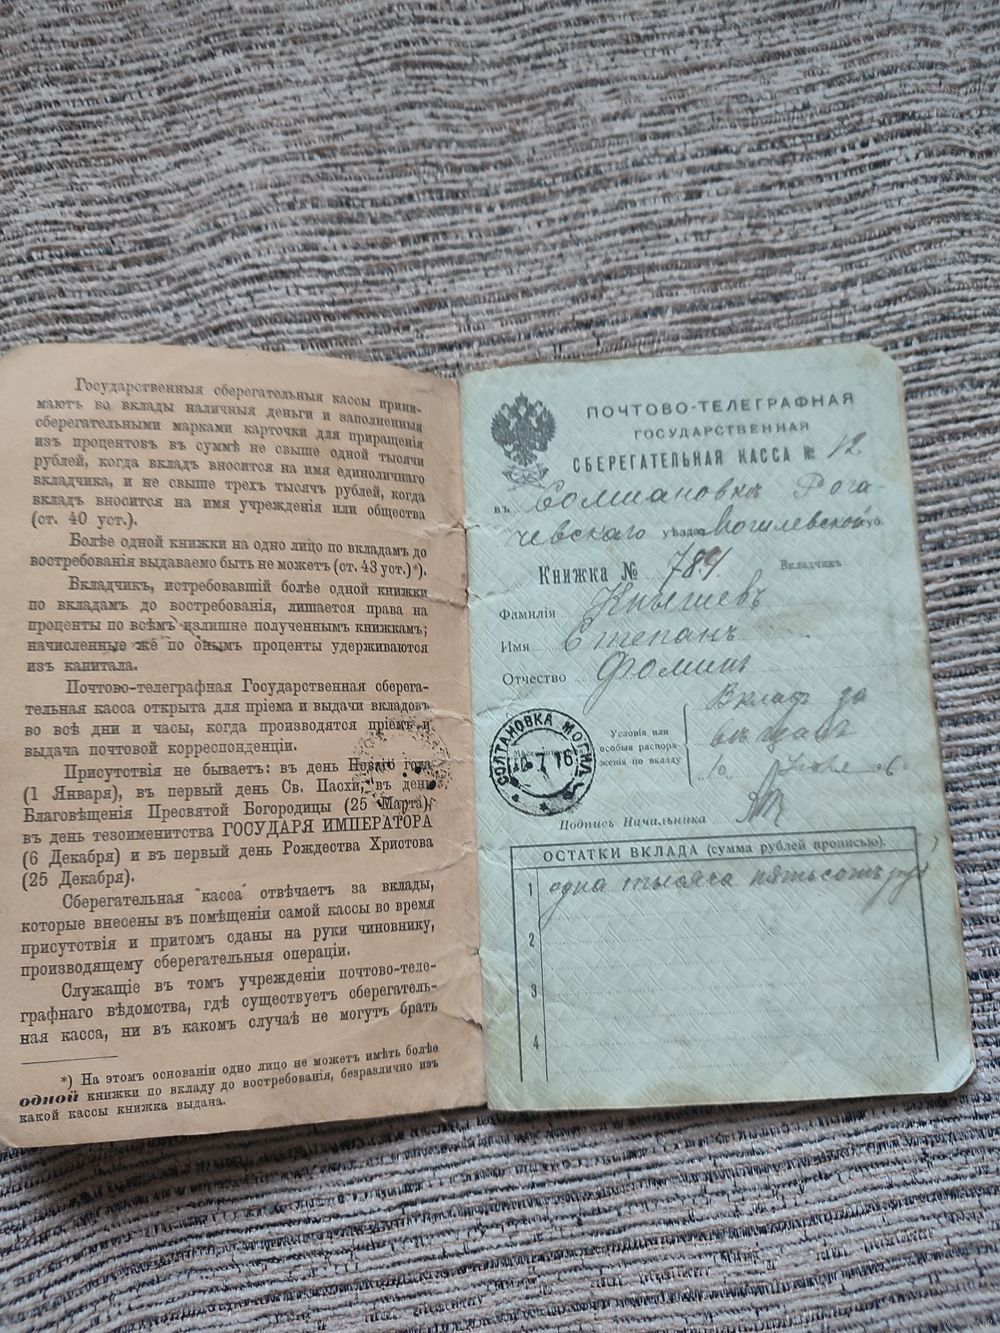 Государственныя сберегательныя кассы прини-
маютъ во вклады наличныя деньги и заполненныя
сберегательными марками карточки для приращенія
изъ процентовъ въ суммѣ не свыше одной тысячи
рублей, когда вкладъ вносится на имя единоличнаго
вкладчика, и не свыше трехъ тысячъ рублей, когда
вкладъ вносится на имя учрежденія или общества
(ст. 40 уст.).
Болѣе одной книжки на одно лицо по вкладамъ до
востребованія выдаваемо быть не можетъ (ст. 43 уст.)*).
Вкладчикъ, истребовавшій болѣе одной книжки
по вкладамъ до востребованія, лишается права на
проценты по всѣмъ излишне полученнымъ книжкамъ;
начисленные же по онымъ проценты удерживаются
изъ капитала.
Почтово-телеграфная Государственная сберега-
тельная касса открыта для пріема и выдачи вкладовъ
во всѣ дни и часы, когда производятся пріемъ и
выдача почтовой корреспонденціи.
Присутствія не бываетъ: въ день Новаго года
(1 Января), въ первый день Св. Пасхи, въ день
Благовѣщенія Пресвятой Богородицы (25 Марта),
въ день тезоименитства ГОСУДАРЯ ИМПЕРАТОРА
(6 Декабря) и въ первый день Рождества Христова
(25 Декабря).
Сберегательная касса отвѣчаетъ за вклады,
которые внесены въ помѣщеніи самой кассы во время
присутствія и притомъ сданы на руки чиновнику,
производящему сберегательныя операціи.
Служащіе въ томъ учрежденіи почтово-теле-
графнаго вѣдомства, гдѣ существуетъ сберегатель-
ная касса, ни въ какомъ случаѣ не могутъ брать
*) На этомъ основаніи одно лицо не можетъ имѣть болѣе
одной книжки по вкладу до востребованія, безразлично изъ
какой кассы книжка выдана.
ПОЧТОВО-ТЕЛЕГРАФНАЯ
ГОСУДАРСТВЕННАЯ
СБЕРЕГАТЕЛЬНАЯ КАССА № 12
въ Солтановка Рога-
чевскаго уѣзда Могилевской губ.
Книжка № 784 Вкладчикъ
Фамилія Кнышевъ
Имя Степанъ
Отчество Фоминъ
Условія или
особыя распоря-
женія по вкладу
Вкладъ до
СОЛТАНОВКА МОГИЛ.
7 16
Подпись Начальника
ОСТАТКИ ВКЛАДА (сумма рублей прописью).
1 одна тысяча пятьсотъ ру
2
3
4